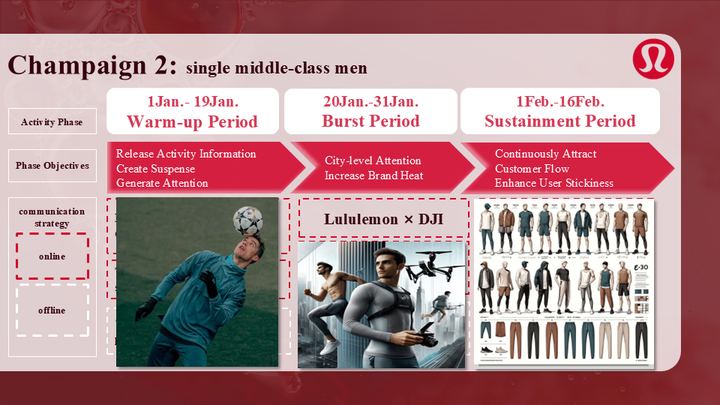 Champaign 2: single middle-class men
Activity Phase
1Jan.- 19Jan.
Warm-up Period
20Jan.-31Jan.
Burst Period
1Feb.-16Feb.
Sustainment Period
Phase Objectives
Release Activity Information
Create Suspense
Generate Attention
City-level Attention
Increase Brand Heat
Continuously Attract
Customer Flow
Enhance User Stickiness
communication
strategy
online
offline
Lululemon × DJI